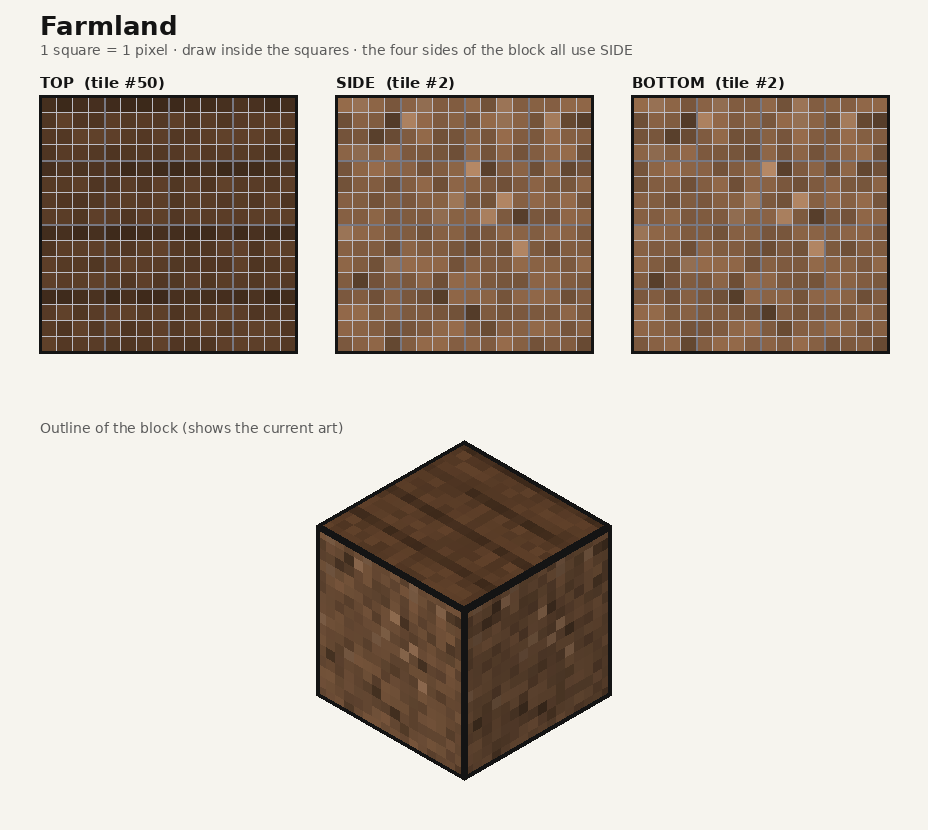 Farmland
1 square = 1 pixel · draw inside the squares · the four sides of the block all use SIDE
TOP (tile #50)
SIDE (tile #2)
BOTTOM (tile #2)
Outline of the block (shows the current art)